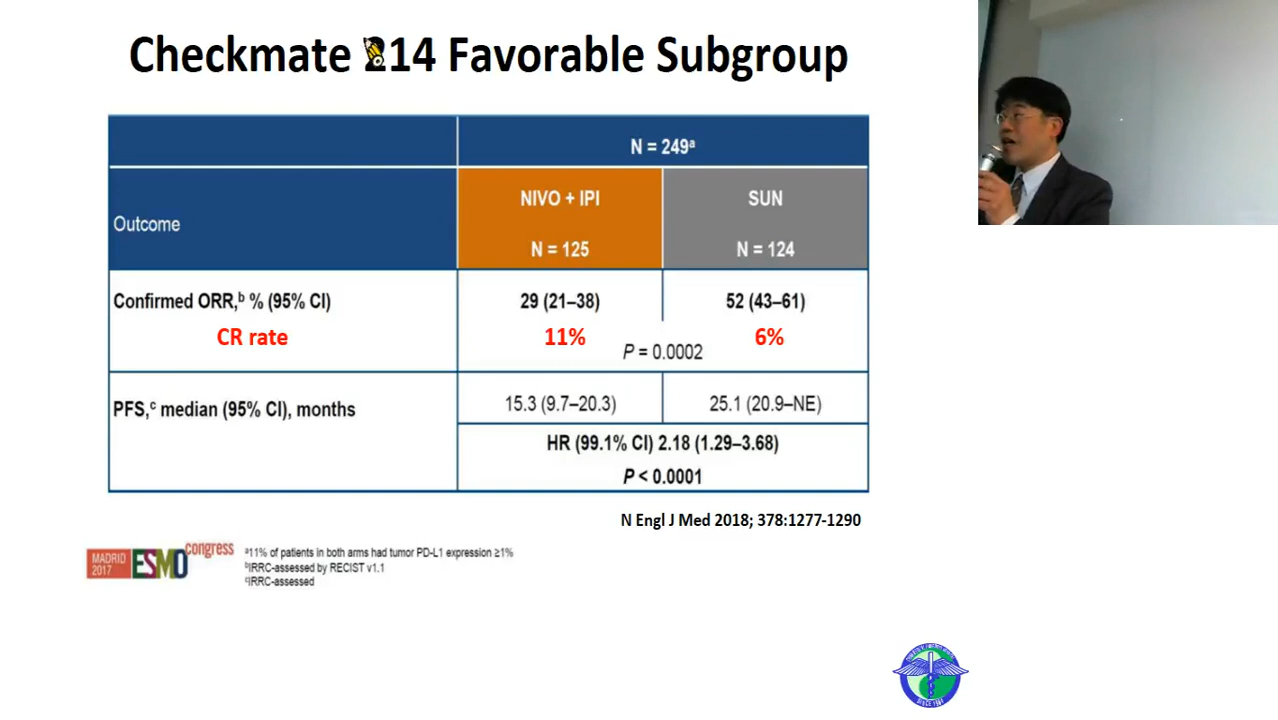 Checkmate 214 Favorable Subgroup
N = 249ᵃ
Outcome
NIVO + IPI
N = 125
SUN
N = 124
Confirmed ORR,ᵇ % (95% CI)
29 (21–38)
52 (43–61)
CR rate
11%
6%
P = 0.0002
PFS,ᶜ median (95% CI), months
15.3 (9.7–20.3)
25.1 (20.9–NE)
HR (99.1% CI) 2.18 (1.29–3.68)
P < 0.0001
N Engl J Med 2018; 378:1277-1290
MADRID
2017
ESMO
congress
ᵃ11% of patients in both arms had tumor PD-L1 expression ≥1%
ᵇIRRC-assessed by RECIST v1.1
ᶜIRRC-assessed